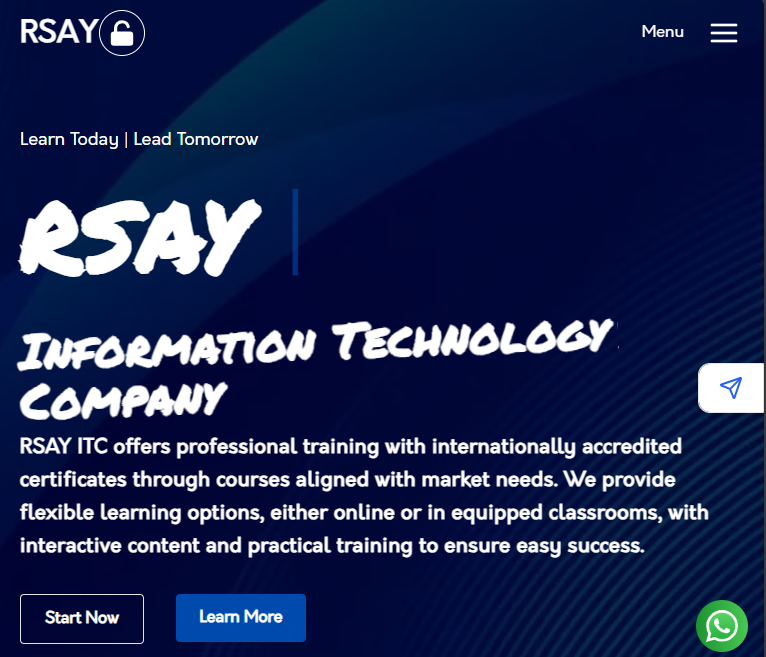 RSAY
Menu
Learn Today | Lead Tomorrow
RSAY
Information Technology
Company
RSAY ITC offers professional training with internationally accredited
certificates through courses aligned with market needs. We provide
flexible learning options, either online or in equipped classrooms, with
interactive content and practical training to ensure easy success.
Start Now
Learn More